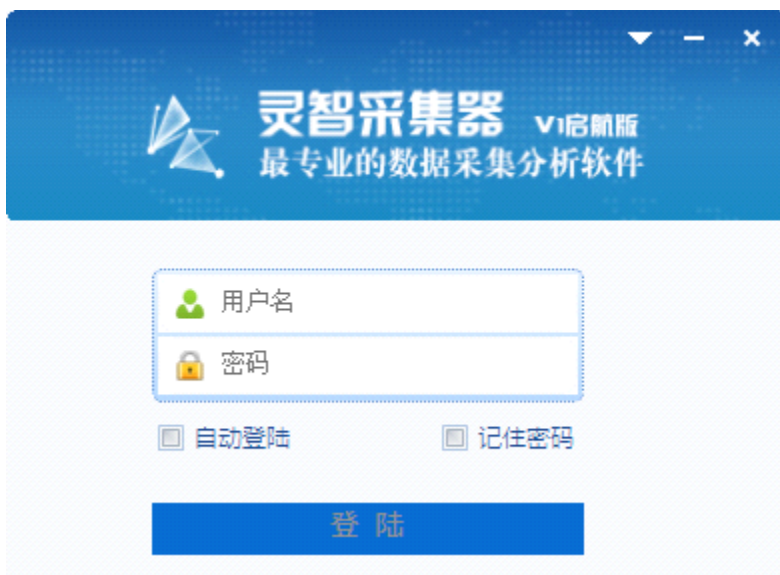 灵智采集器 V1启航版
最专业的数据采集分析软件
用户名
密码
自动登陆 记住密码
登 陆